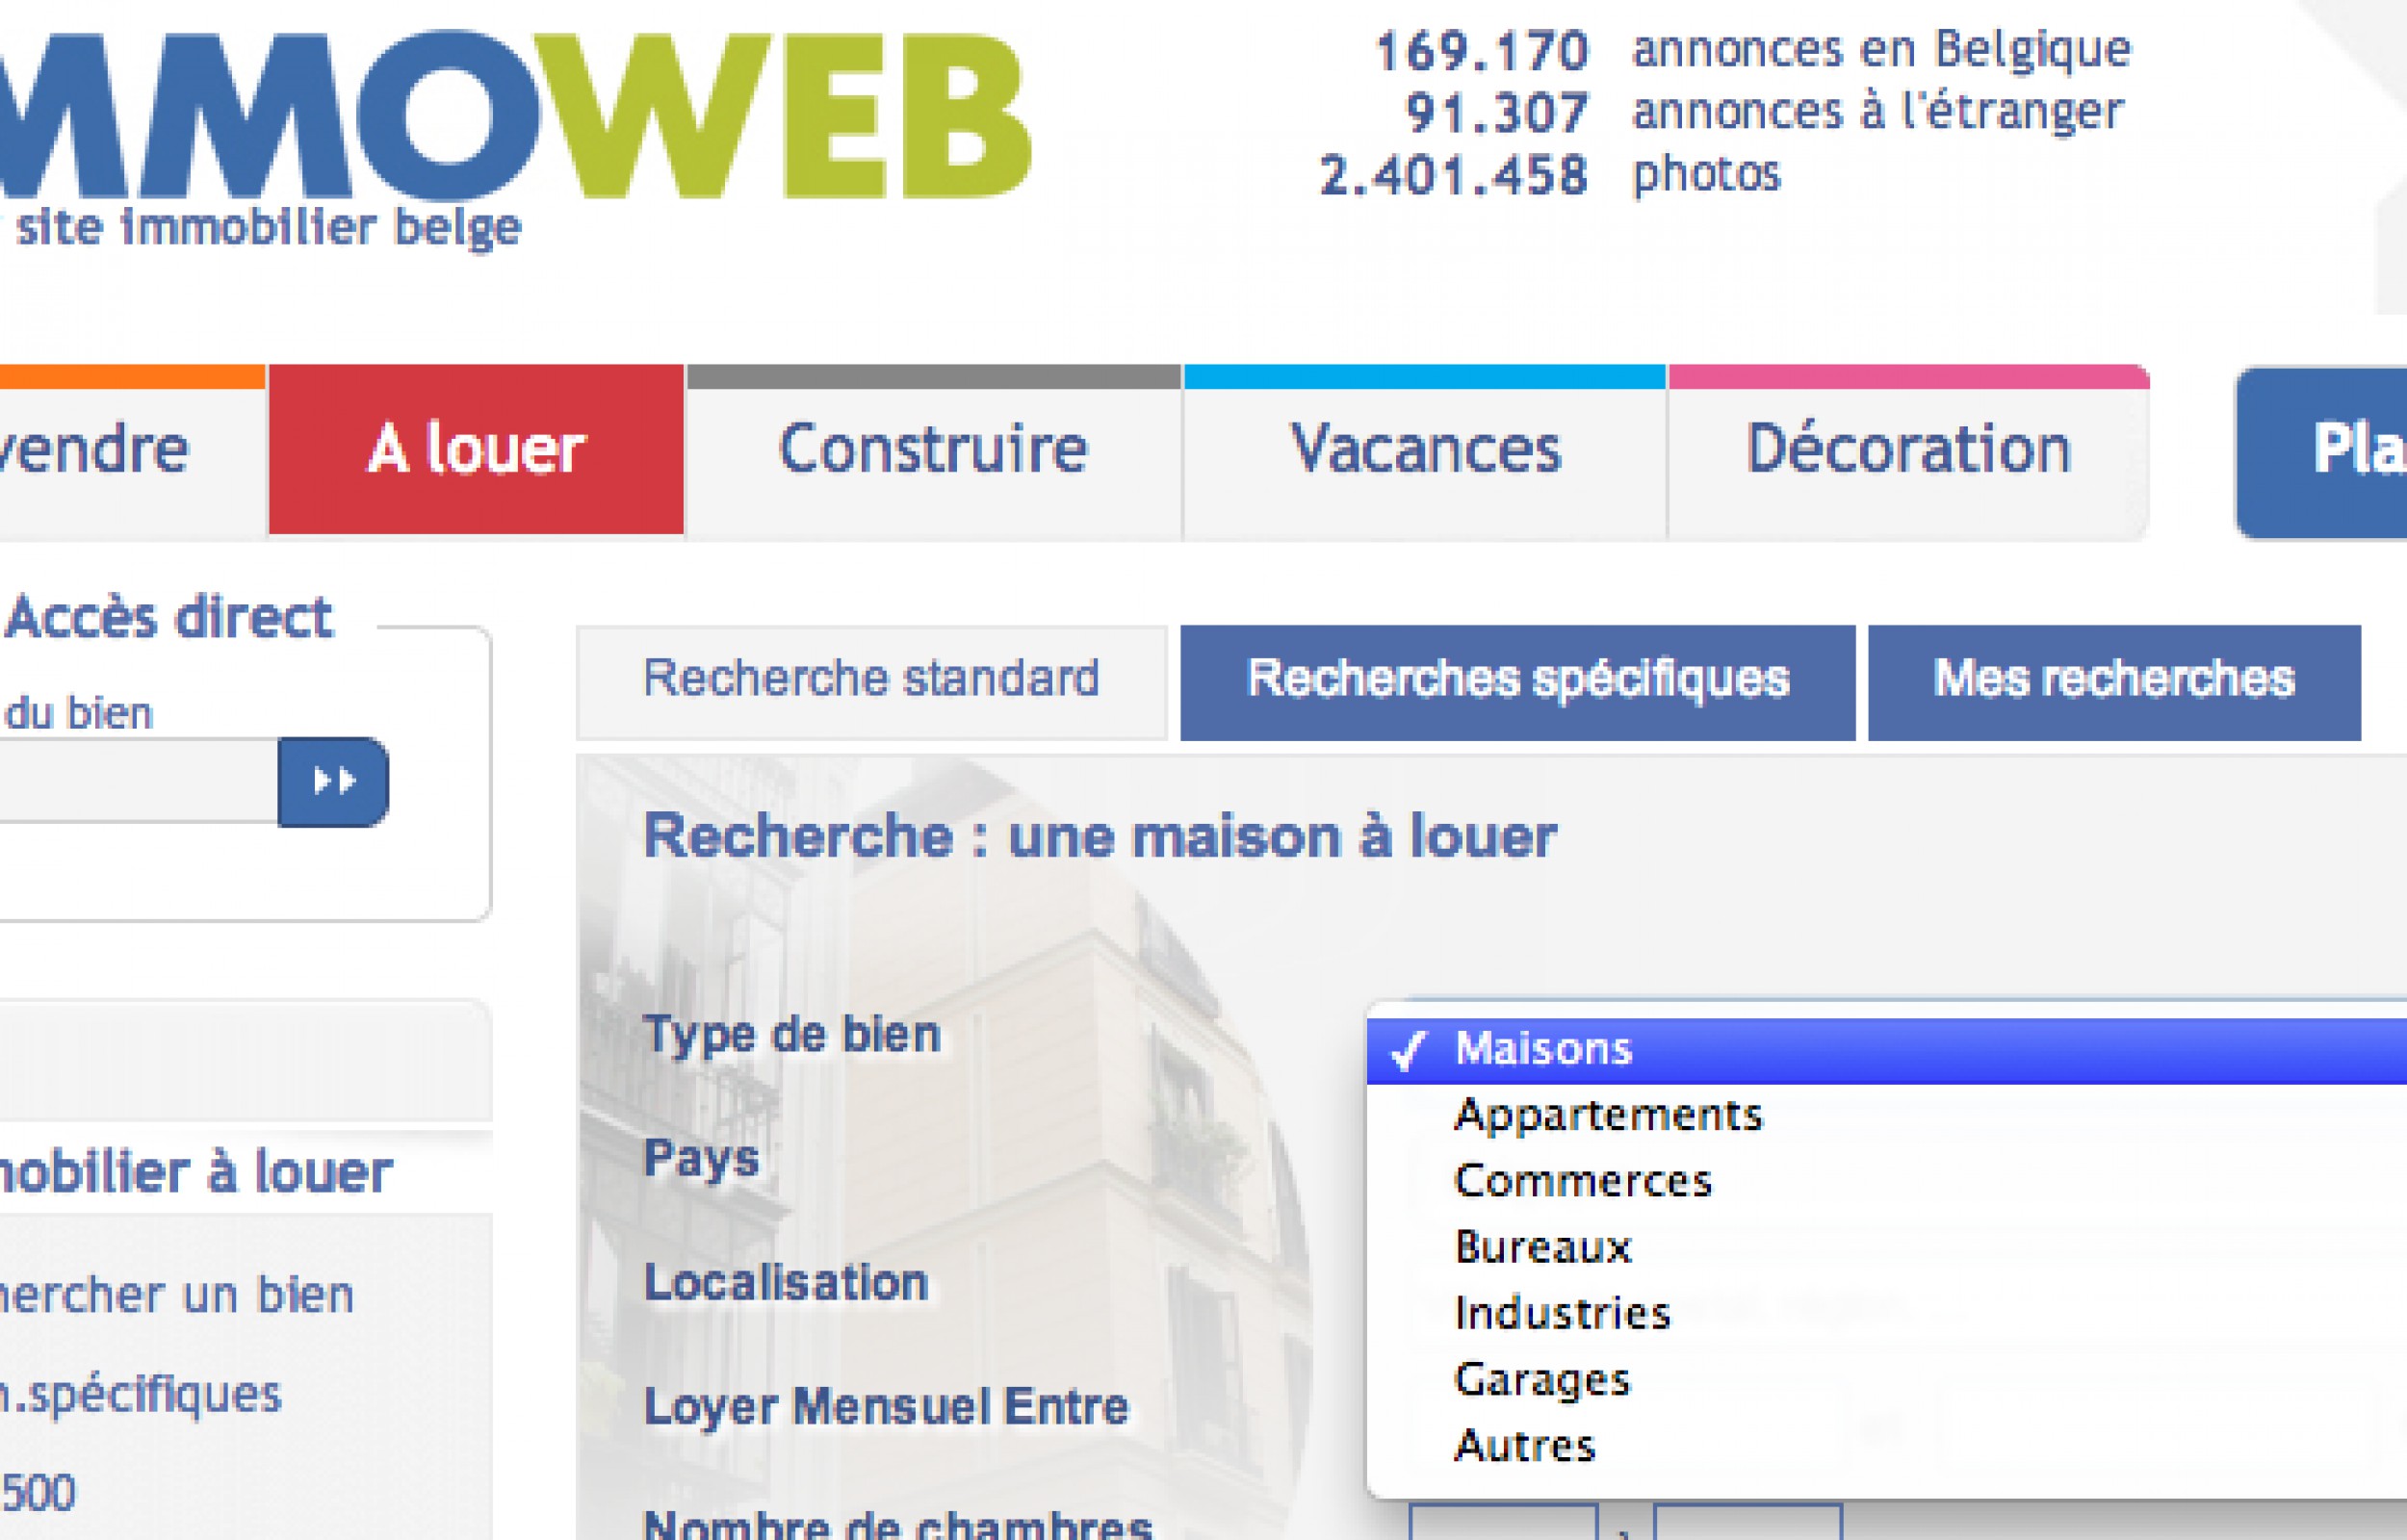 MMOWEB
site immobilier belge
169.170 annonces en Belgique
91.307 annonces à l'étranger
2.401.458 photos
vendre
A louer
Construire
Vacances
Décoration
Pla
Accès direct
du bien
Recherche standard
Recherches spécifiques
Mes recherches
Recherche : une maison à louer
Type de bien
Pays
Localisation
Loyer Mensuel Entre
Nombre de chambres
✓ Maisons
Appartements
Commerces
Bureaux
Industries
Garages
Autres
mobilier à louer
hercher un bien
h.spécifiques
500